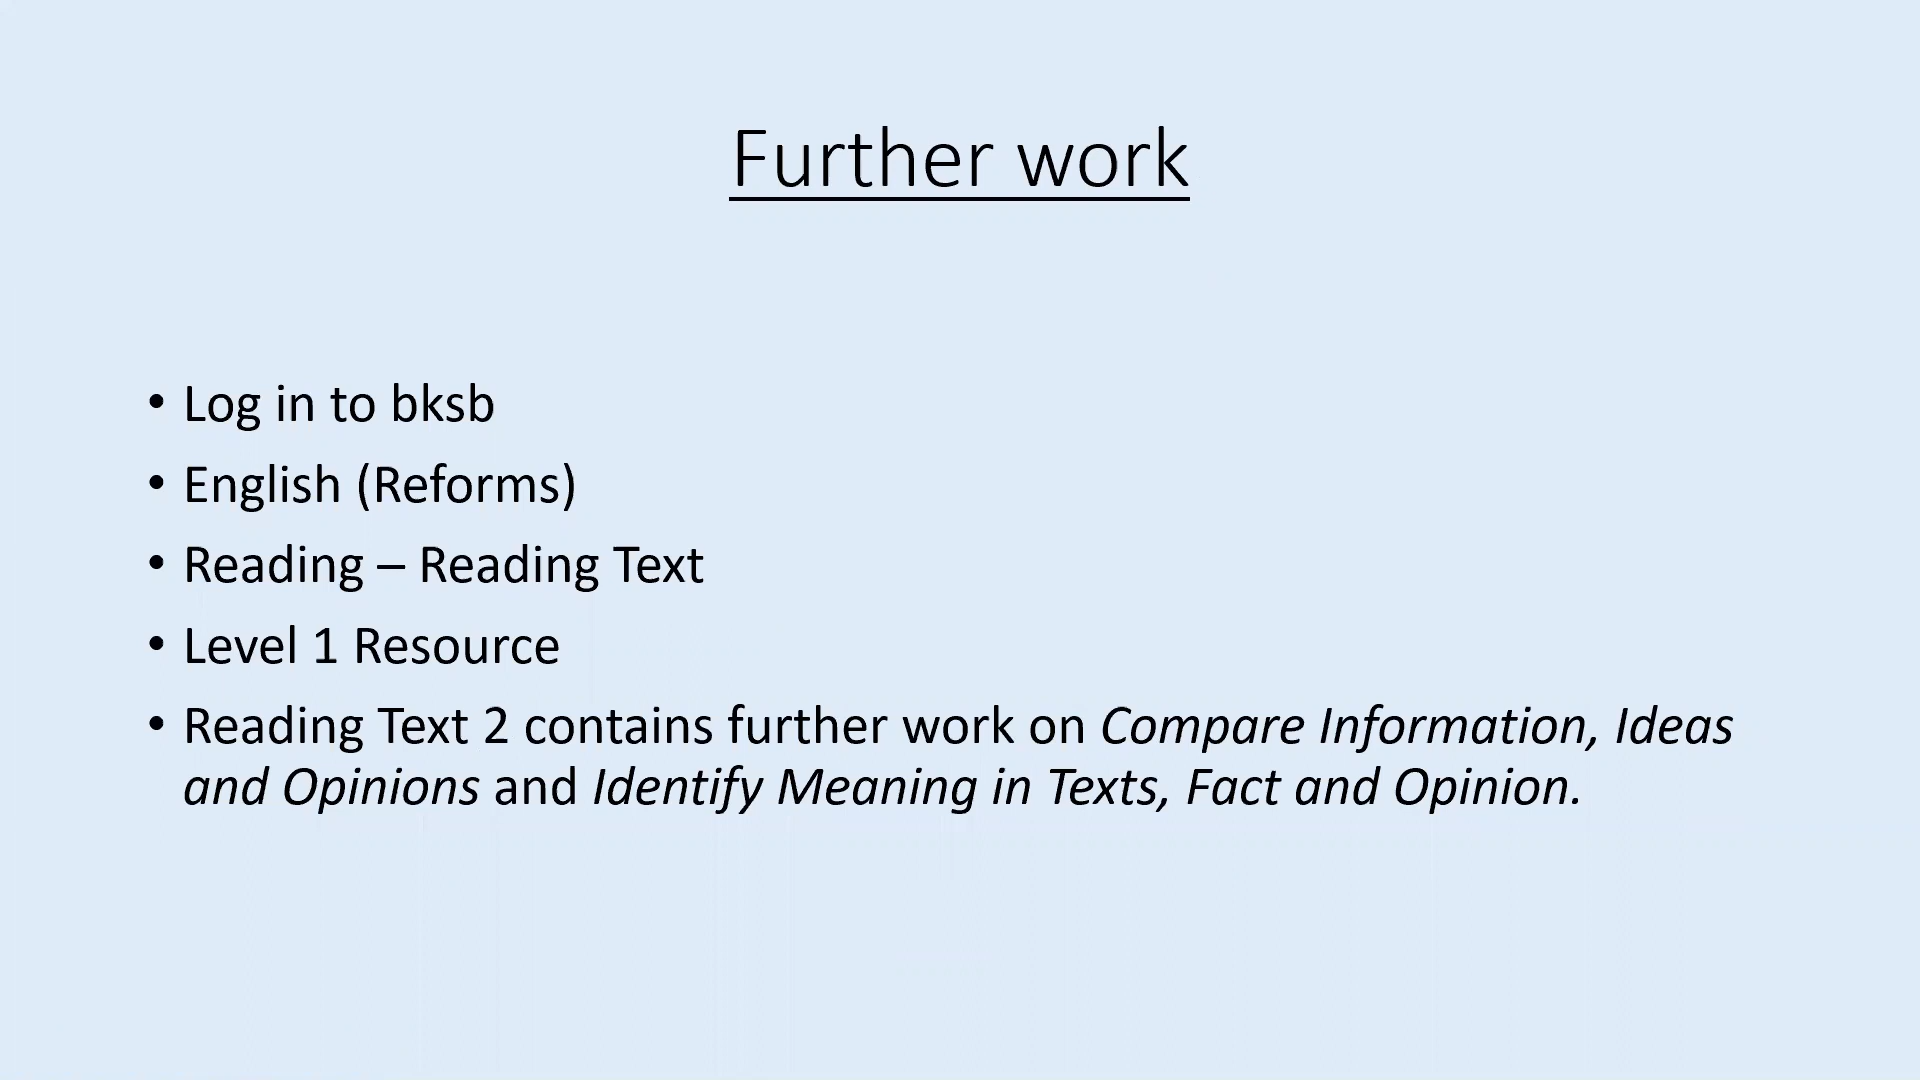 Further work
• Log in to bksb
• English (Reforms)
• Reading – Reading Text
• Level 1 Resource
• Reading Text 2 contains further work on Compare Information, Ideas
and Opinions and Identify Meaning in Texts, Fact and Opinion.